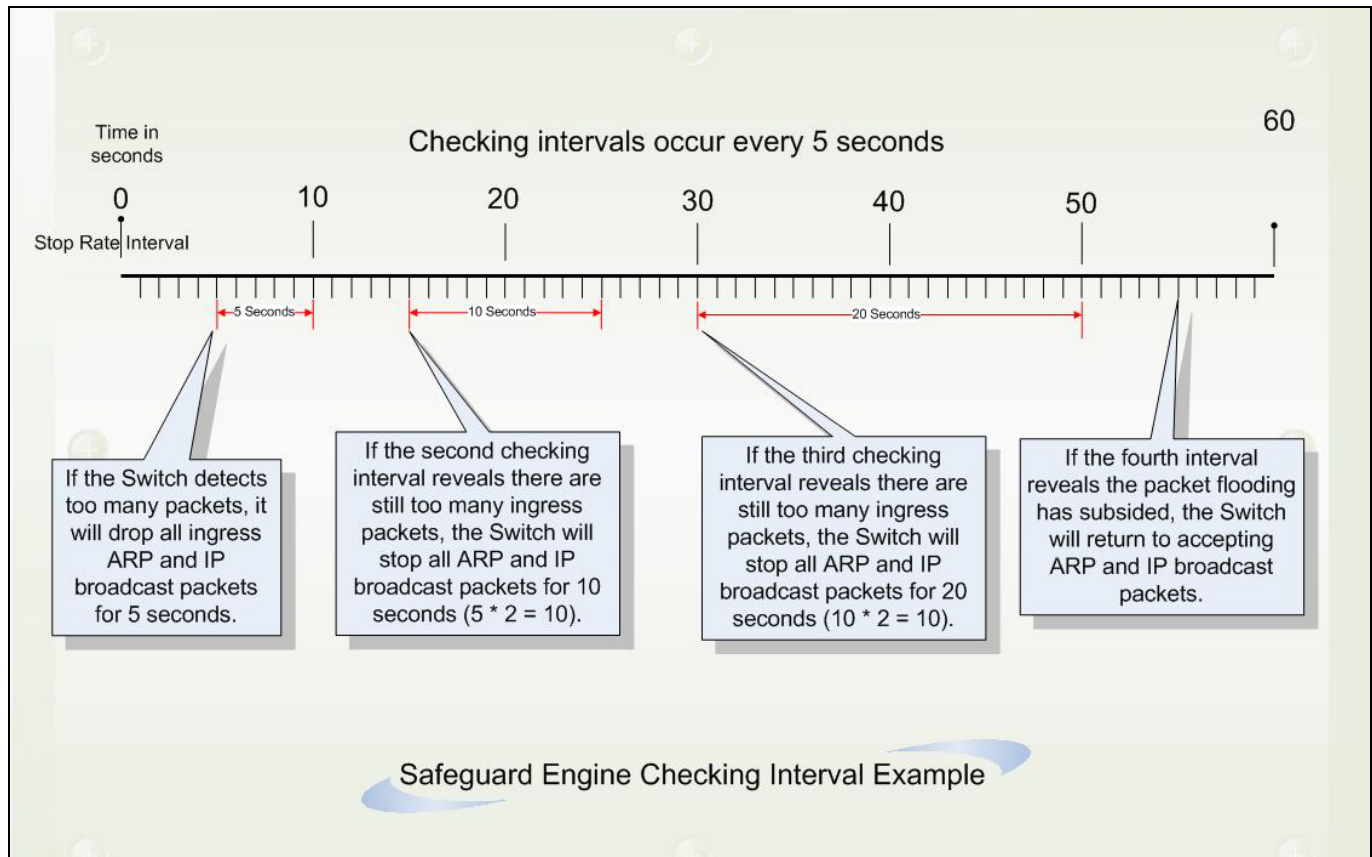 Time in
seconds
Checking intervals occur every 5 seconds
60
0
10
20
30
40
50
Stop Rate Interval
5 Seconds
10 Seconds
20 Seconds
If the Switch detects
too many packets, it
will drop all ingress
ARP and IP
broadcast packets
for 5 seconds.
If the second checking
interval reveals there are
still too many ingress
packets, the Switch will
stop all ARP and IP
broadcast packets for 10
seconds (5 * 2 = 10).
If the third checking
interval reveals there are
still too many ingress
packets, the Switch will
stop all ARP and IP
broadcast packets for 20
seconds (10 * 2 = 10).
If the fourth interval
reveals the packet flooding
has subsided, the Switch
will return to accepting
ARP and IP broadcast
packets.
Safeguard Engine Checking Interval Example